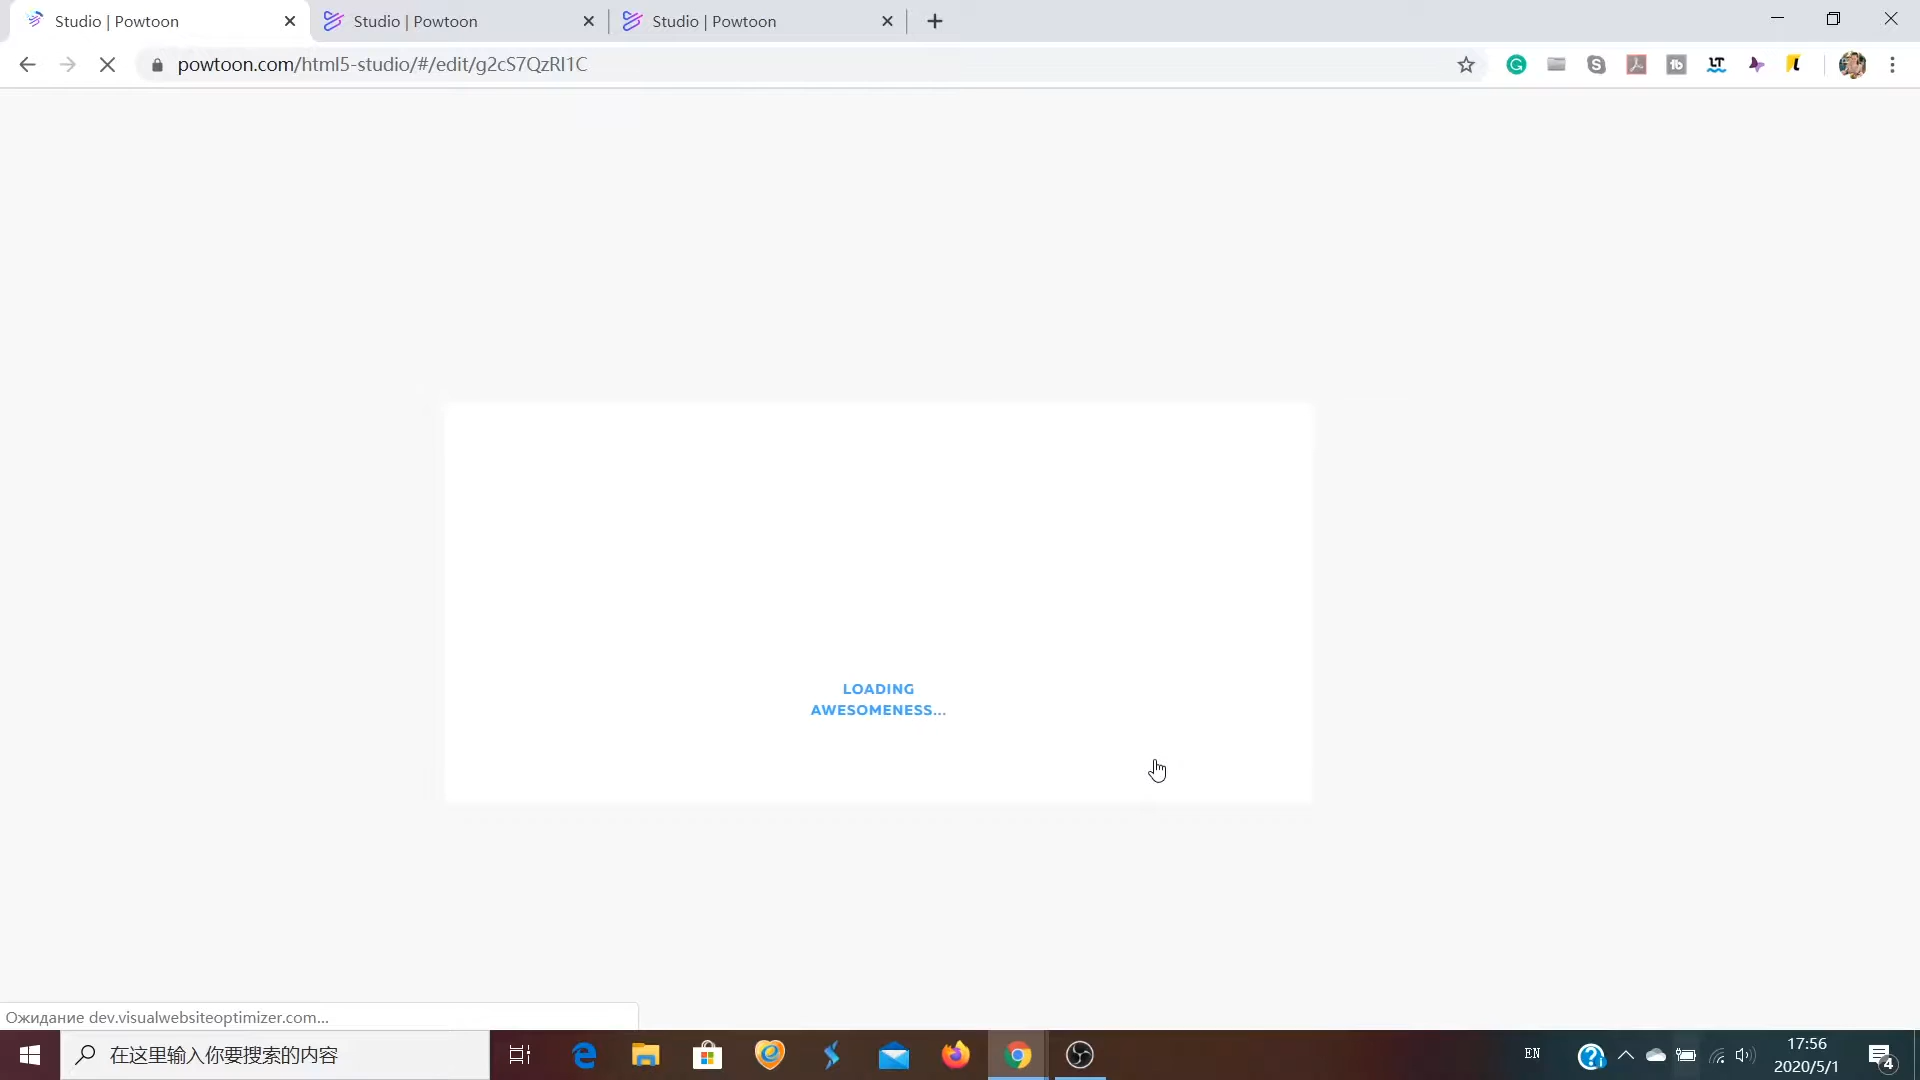 Studio | Powtoon
Studio | Powtoon
Studio | Powtoon
powtoon.com/html5-studio/#/edit/g2cS7QzRI1C
LOADING
AWESOMENESS...
Ожидание dev.visualwebsiteoptimizer.com...
在这里输入你要搜索的内容
EN
17:56
2020/5/1
4